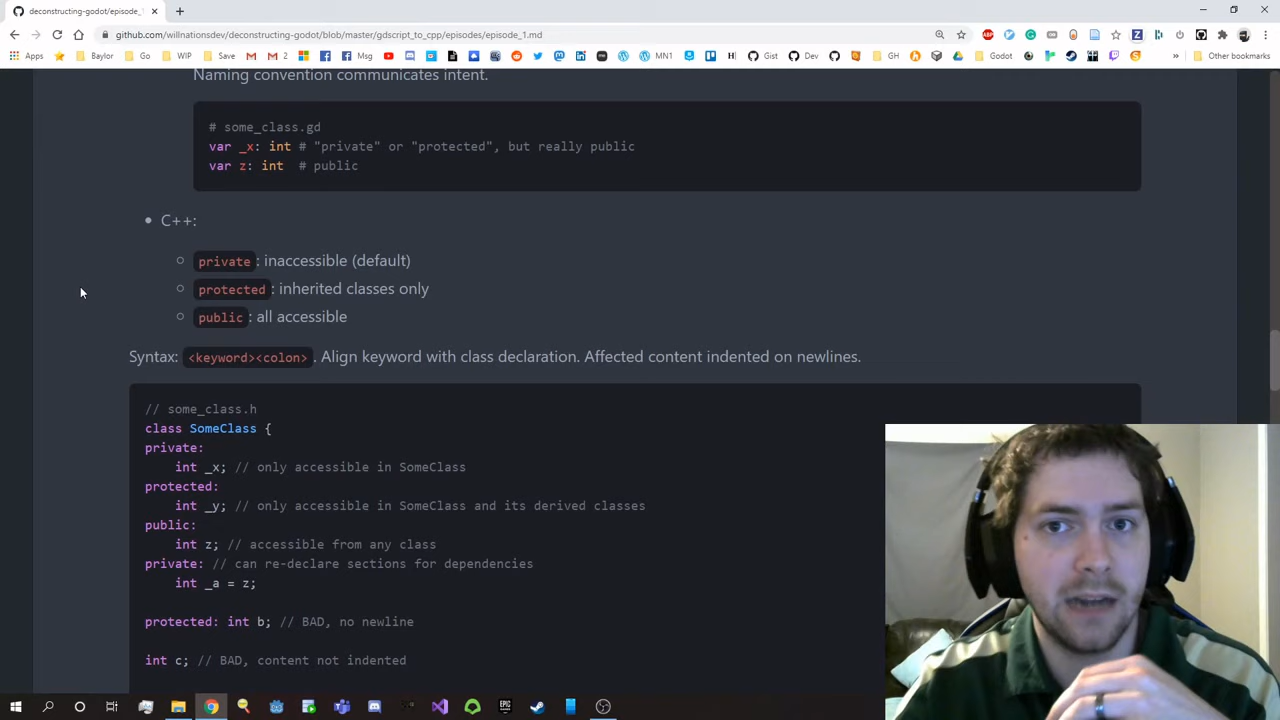 deconstructing-godot/episode_1
github.com/willnationsdev/deconstructing-godot/blob/master/gdscript_to_cpp/episodes/episode_1.md
Apps Baylor WIP Save Save 2 Msg MN1 Gist Dev GH Godot » Other bookmarks
Naming convention communicates intent.
# some_class.gd
var _x: int # "private" or "protected", but really public
var z: int # public
• C++:
private: inaccessible (default)
protected: inherited classes only
public: all accessible
Syntax: <keyword><colon>. Align keyword with class declaration. Affected content indented on newlines.
// some_class.h
class SomeClass {
private:
int _x; // only accessible in SomeClass
protected:
int _y; // only accessible in SomeClass and its derived classes
public:
int z; // accessible from any class
private: // can re-declare sections for dependencies
int _a = z;
protected: int b; // BAD, no newline
int c; // BAD, content not indented
EPIC GAMES